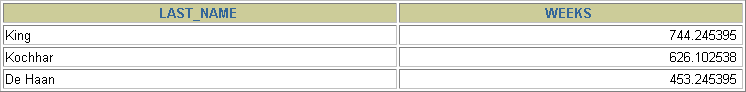 LAST_NAME WEEKS
King 744.245395
Kochhar 626.102538
De Haan 453.245395